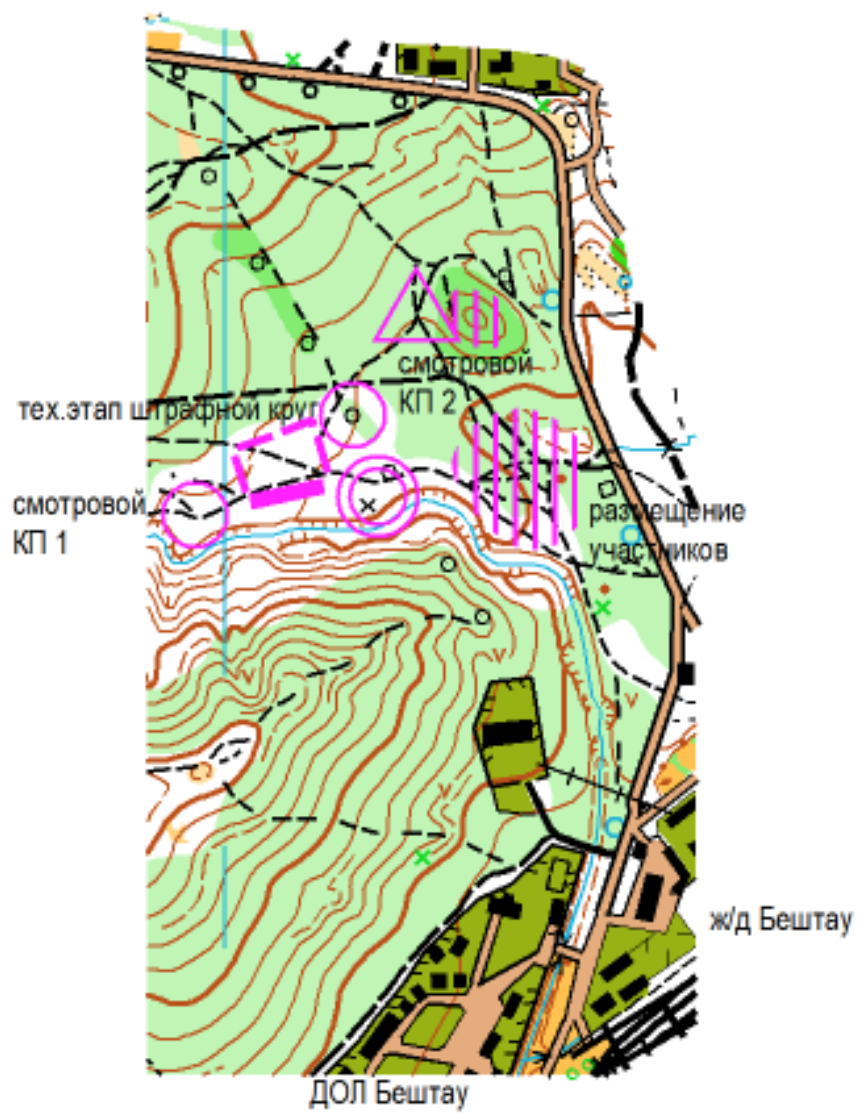 смотровой
КП 2
тех.этап штрафной круг
смотровой
КП 1
размещение
участников
ж/д Бештау
ДОЛ Бештау